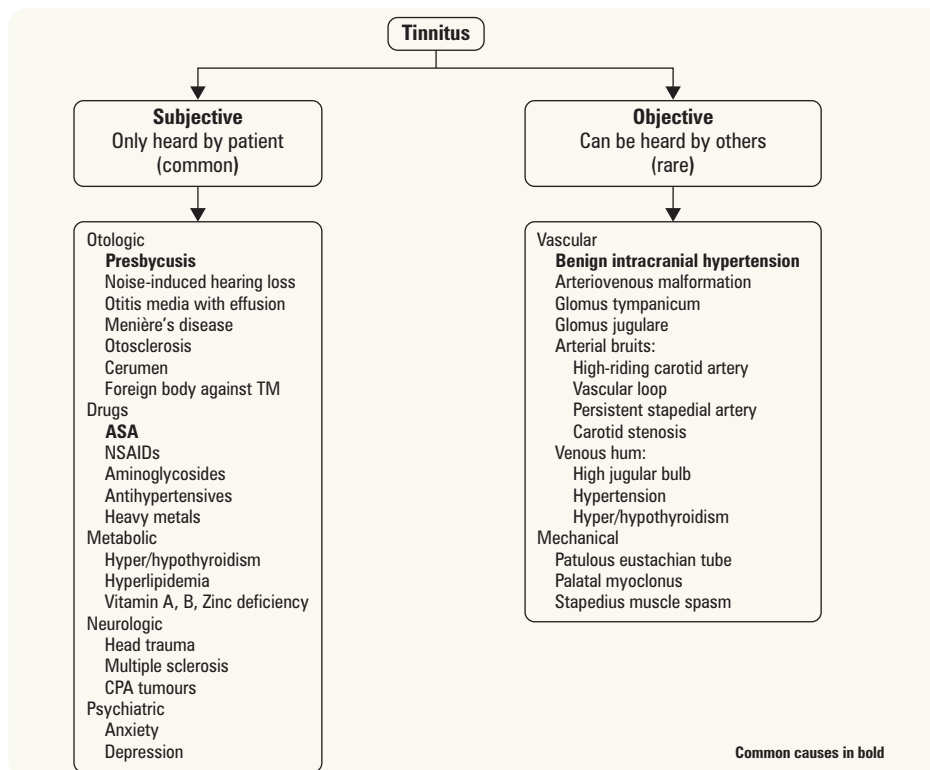 Tinnitus
Subjective
Only heard by patient
(common)
Otologic
Presbycusis
Noise-induced hearing loss
Otitis media with effusion
Menière's disease
Otosclerosis
Cerumen
Foreign body against TM
Drugs
ASA
NSAIDs
Aminoglycosides
Antihypertensives
Heavy metals
Metabolic
Hyper/hypothyroidism
Hyperlipidemia
Vitamin A, B, Zinc deficiency
Neurologic
Head trauma
Multiple sclerosis
CPA tumours
Psychiatric
Anxiety
Depression
Objective
Can be heard by others
(rare)
Vascular
Benign intracranial hypertension
Arteriovenous malformation
Glomus tympanicum
Glomus jugulare
Arterial bruits:
High-riding carotid artery
Vascular loop
Persistent stapedial artery
Carotid stenosis
Venous hum:
High jugular bulb
Hypertension
Hyper/hypothyroidism
Mechanical
Patulous eustachian tube
Palatal myoclonus
Stapedius muscle spasm
Common causes in bold